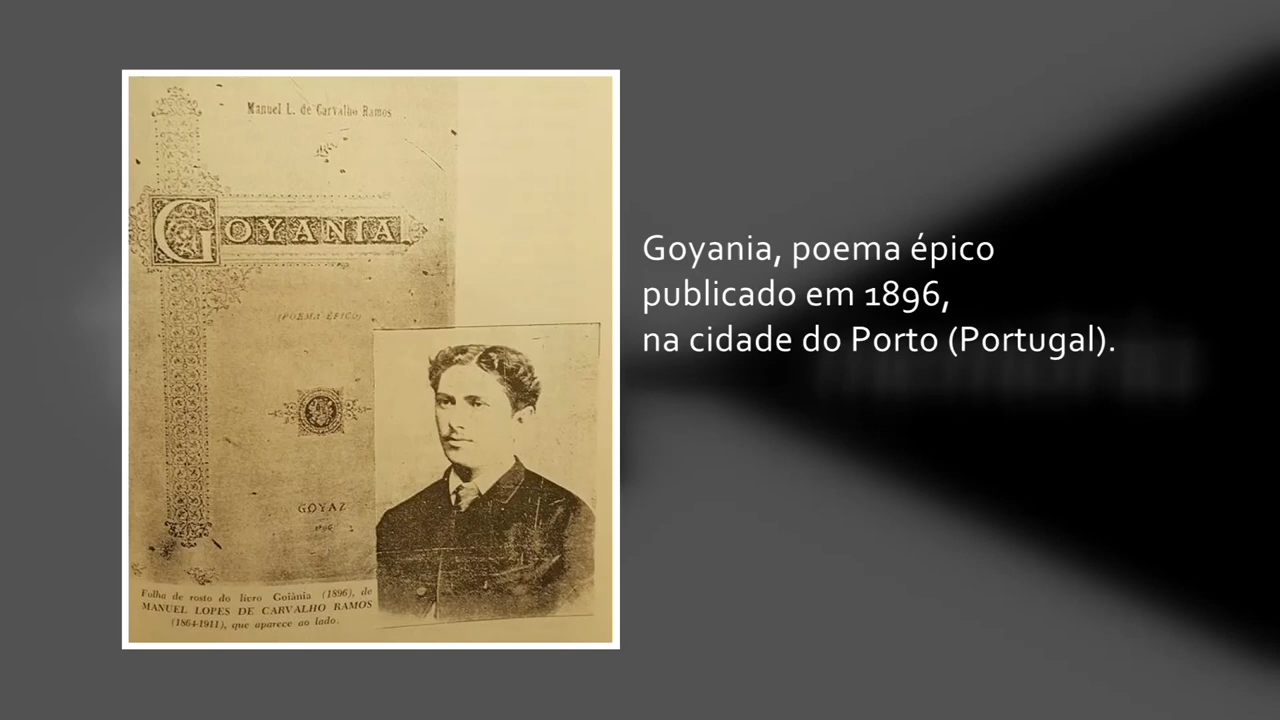 Manuel L. de Carvalho Ramos
GOYANIA
(POEMA ÉPICO)
GOYAZ
1896
Folha de rosto do livro Goiânia (1896), de
MANUEL LOPES DE CARVALHO RAMOS
(1864-1911), que aparece ao lado.
Goyania, poema épico
publicado em 1896,
na cidade do Porto (Portugal).